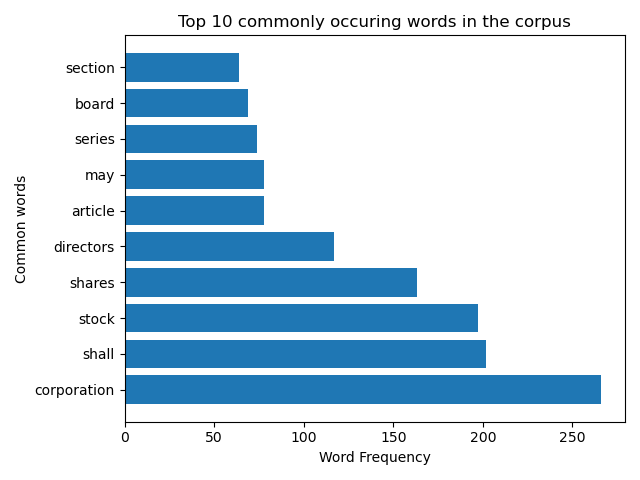 Top 10 commonly occuring words in the corpus
Common words
section
board
series
may
article
directors
shares
stock
shall
corporation
0 50 100 150 200 250
Word Frequency